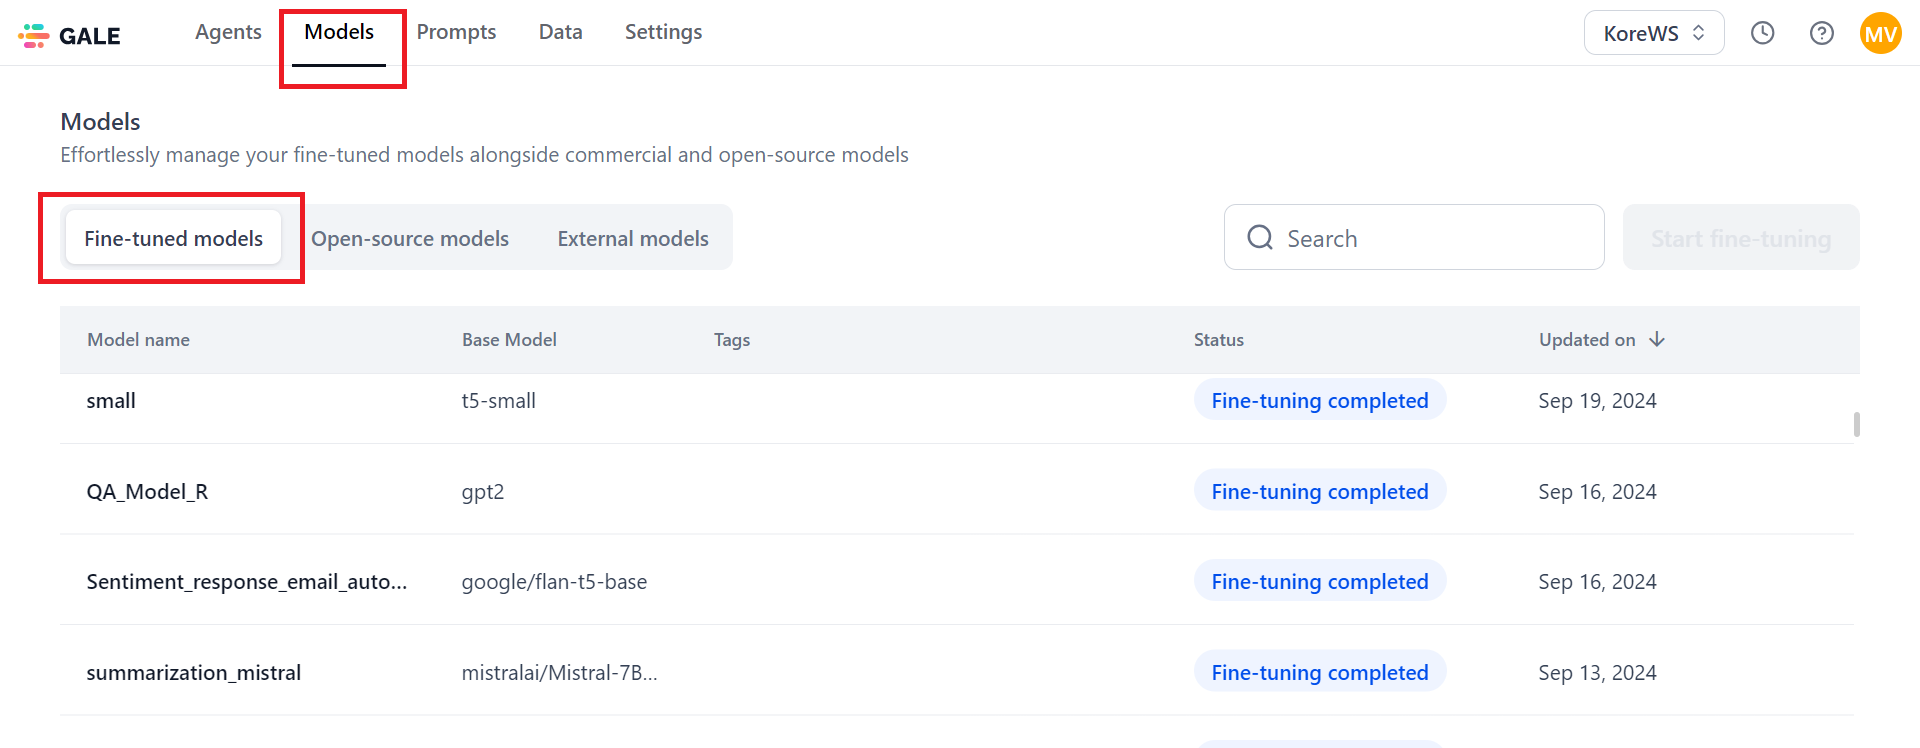 GALE Agents Models Prompts Data Settings KoreWS MV
Models
Effortlessly manage your fine-tuned models alongside commercial and open-source models
Fine-tuned models Open-source models External models Search Start fine-tuning
Model name Base Model Tags Status Updated on
small t5-small Fine-tuning completed Sep 19, 2024
QA_Model_R gpt2 Fine-tuning completed Sep 16, 2024
Sentiment_response_email_auto... google/flan-t5-base Fine-tuning completed Sep 16, 2024
summarization_mistral mistralai/Mistral-7B... Fine-tuning completed Sep 13, 2024